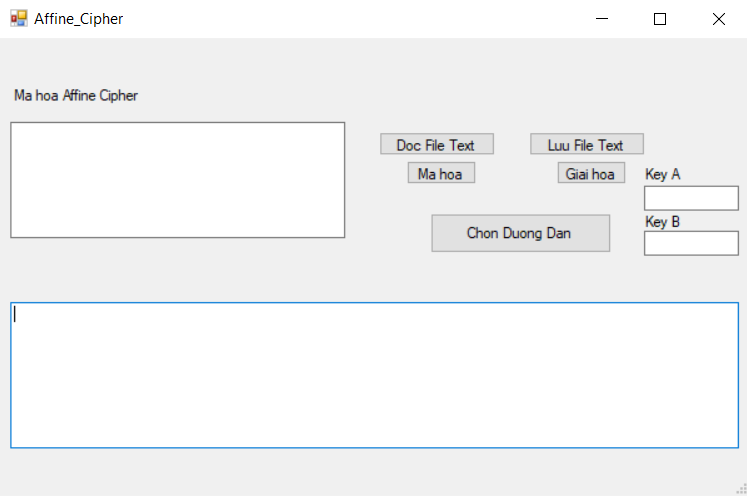 Affine_Cipher
Ma hoa Affine Cipher
Doc File Text
Luu File Text
Ma hoa
Giai hoa
Key A
Key B
Chon Duong Dan